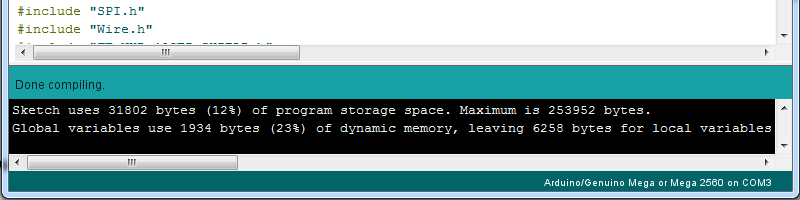 #include "SPI.h"
#include "Wire.h"
Done compiling.
Sketch uses 31802 bytes (12%) of program storage space. Maximum is 253952 bytes.
Global variables use 1934 bytes (23%) of dynamic memory, leaving 6258 bytes for local variables
Arduino/Genuino Mega or Mega 2560 on COM3